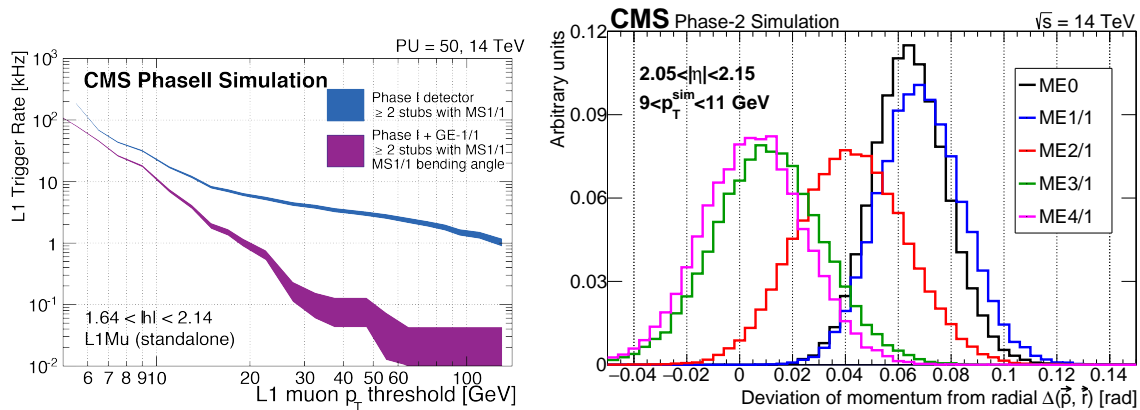 PU = 50, 14 TeV
CMS PhaseII Simulation
Phase I detector
≥ 2 stubs with MS1/1
Phase I + GE-1/1
≥ 2 stubs with MS1/1
MS1/1 bending angle
1.64 < |η| < 2.14
L1Mu (standalone)
L1 Trigger Rate [kHz]
10³
10²
10
1
10⁻¹
10⁻²
6 7 8 910 20 30 40 50 60 100
L1 muon pT threshold [GeV]
CMS Phase-2 Simulation √s = 14 TeV
Arbitrary units
0.12
0.09
0.06
0.03
0
2.05<|η|<2.15
9<pTsim<11 GeV
ME0
ME1/1
ME2/1
ME3/1
ME4/1
−0.04 −0.02 0 0.02 0.04 0.06 0.08 0.1 0.12 0.14
Deviation of momentum from radial Δ(p⃗, r⃗) [rad]